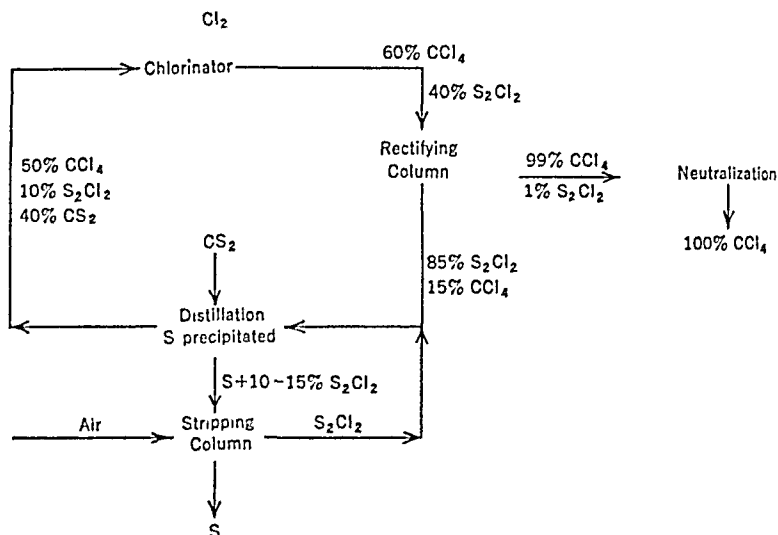 Cl₂
Chlorinator
60% CCl₄
40% S₂Cl₂
Rectifying
Column
99% CCl₄
1% S₂Cl₂
Neutralization
100% CCl₄
50% CCl₄
10% S₂Cl₂
40% CS₂
CS₂
85% S₂Cl₂
15% CCl₄
Distillation
S precipitated
S+10-15% S₂Cl₂
Air
Stripping
Column
S₂Cl₂
S